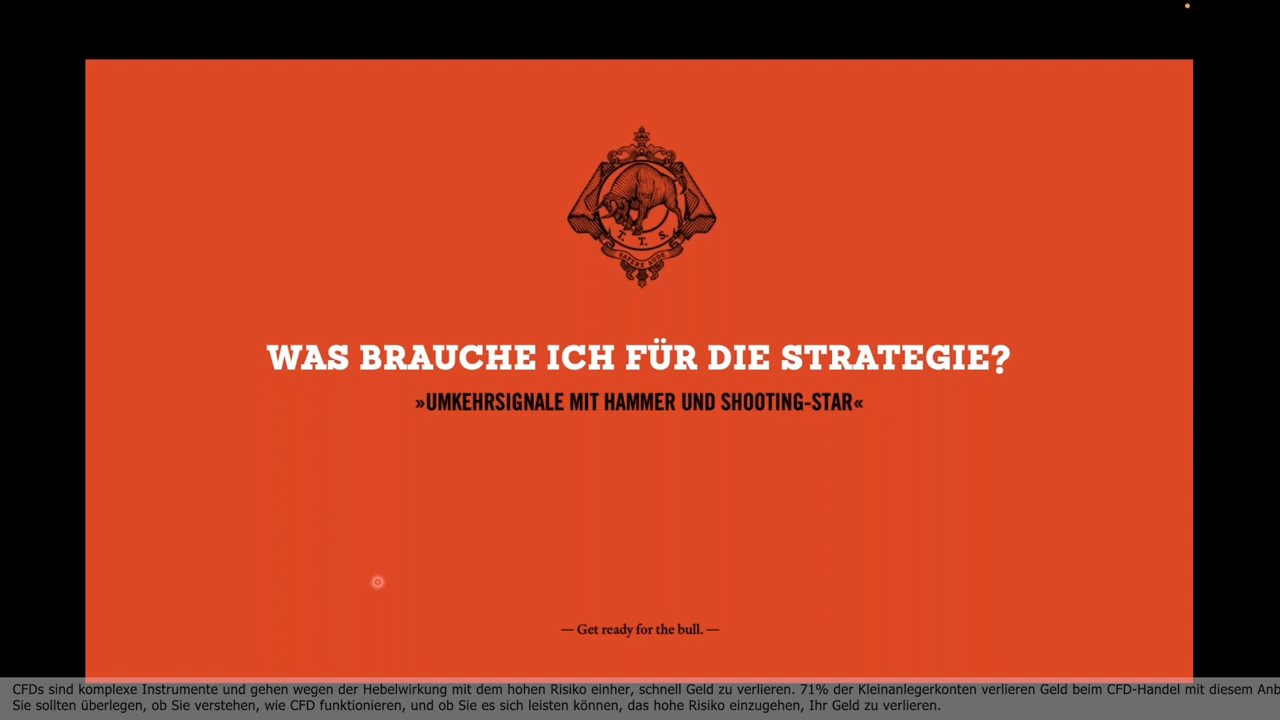 T. T. S.
SAPERE AUDE
WAS BRAUCHE ICH FÜR DIE STRATEGIE?
»UMKEHRSIGNALE MIT HAMMER UND SHOOTING-STAR«
— Get ready for the bull. —
CFDs sind komplexe Instrumente und gehen wegen der Hebelwirkung mit dem hohen Risiko einher, schnell Geld zu verlieren. 71% der Kleinanlegerkonten verlieren Geld beim CFD-Handel mit diesem Anb
Sie sollten überlegen, ob Sie verstehen, wie CFD funktionieren, und ob Sie es sich leisten können, das hohe Risiko einzugehen, Ihr Geld zu verlieren.